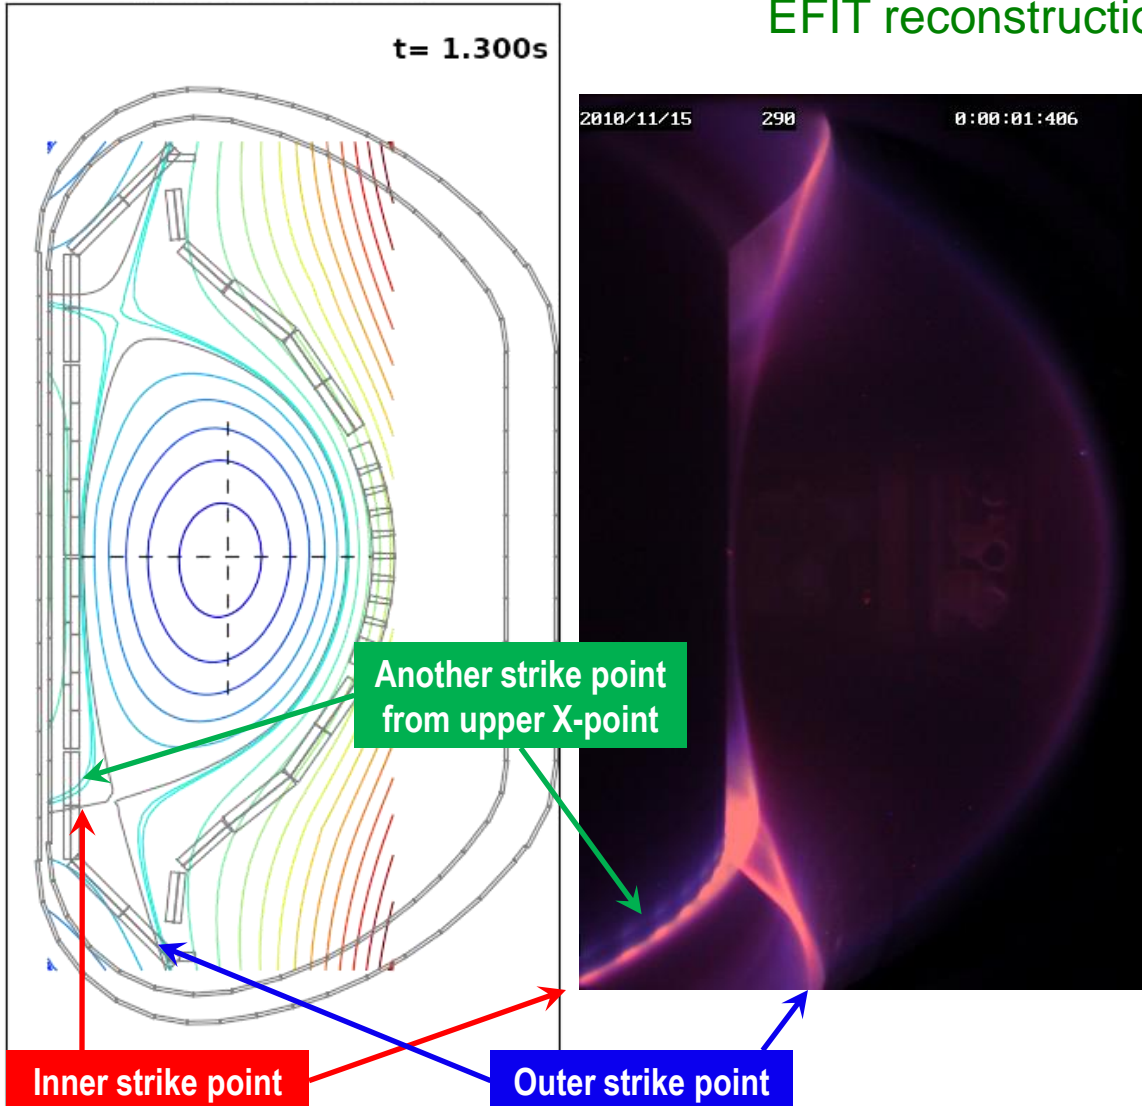 EFIT reconstructio
t= 1.300s
2010/11/15 290 0:00:01:406
Another strike point
from upper X-point
Inner strike point
Outer strike point